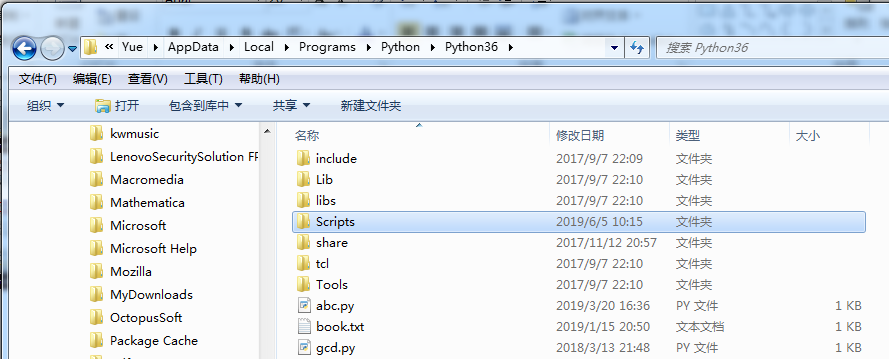 « Yue ▸ AppData ▸ Local ▸ Programs ▸ Python ▸ Python36 ▸ 搜索 Python36
文件(F) 编辑(E) 查看(V) 工具(T) 帮助(H)
组织 打开 包含到库中 共享 新建文件夹
名称 修改日期 类型 大小
kwmusic
LenovoSecuritySolution FP
Macromedia
Mathematica
Microsoft
Microsoft Help
Mozilla
MyDownloads
OctopusSoft
Package Cache
include 2017/9/7 22:09 文件夹
Lib 2017/9/7 22:10 文件夹
libs 2017/9/7 22:10 文件夹
Scripts 2019/6/5 10:15 文件夹
share 2017/11/12 20:57 文件夹
tcl 2017/9/7 22:10 文件夹
Tools 2017/9/7 22:10 文件夹
abc.py 2019/3/20 16:36 PY 文件 1 KB
book.txt 2019/1/15 20:50 文本文档 1 KB
gcd.py 2018/3/13 21:48 PY 文件 1 KB